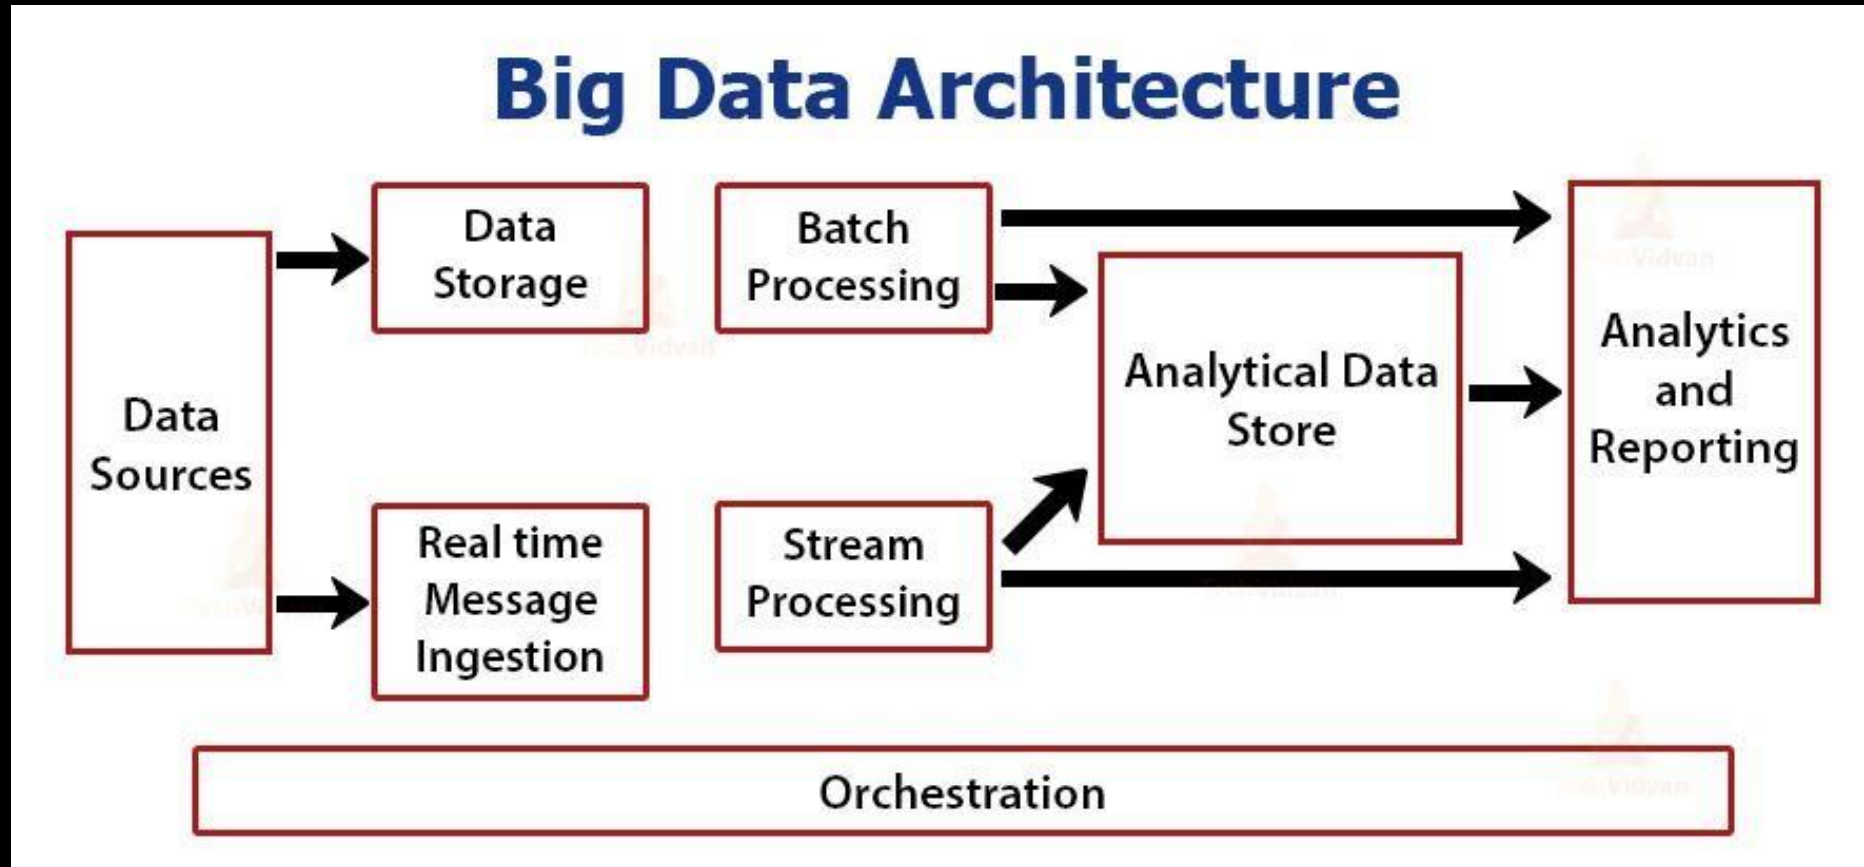 Big Data Architecture
Data
Sources
Data
Storage
Real time
Message
Ingestion
Batch
Processing
Stream
Processing
Analytical Data
Store
Analytics
and
Reporting
Orchestration